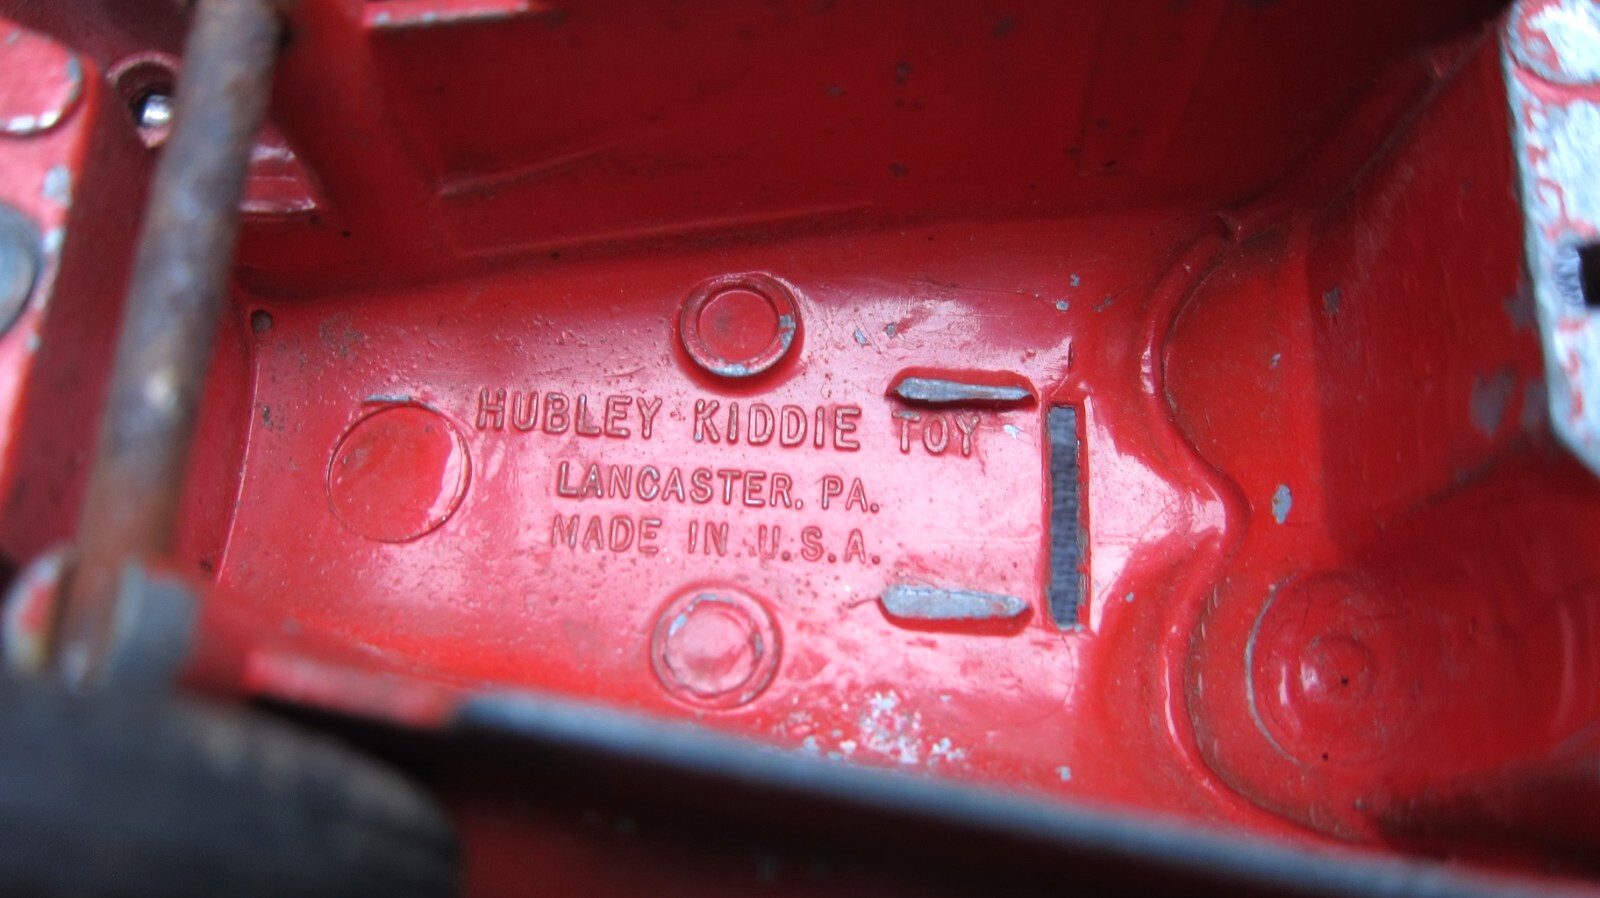 HUBLEY KIDDIE TOY
LANCASTER, PA.
MADE IN U.S.A.